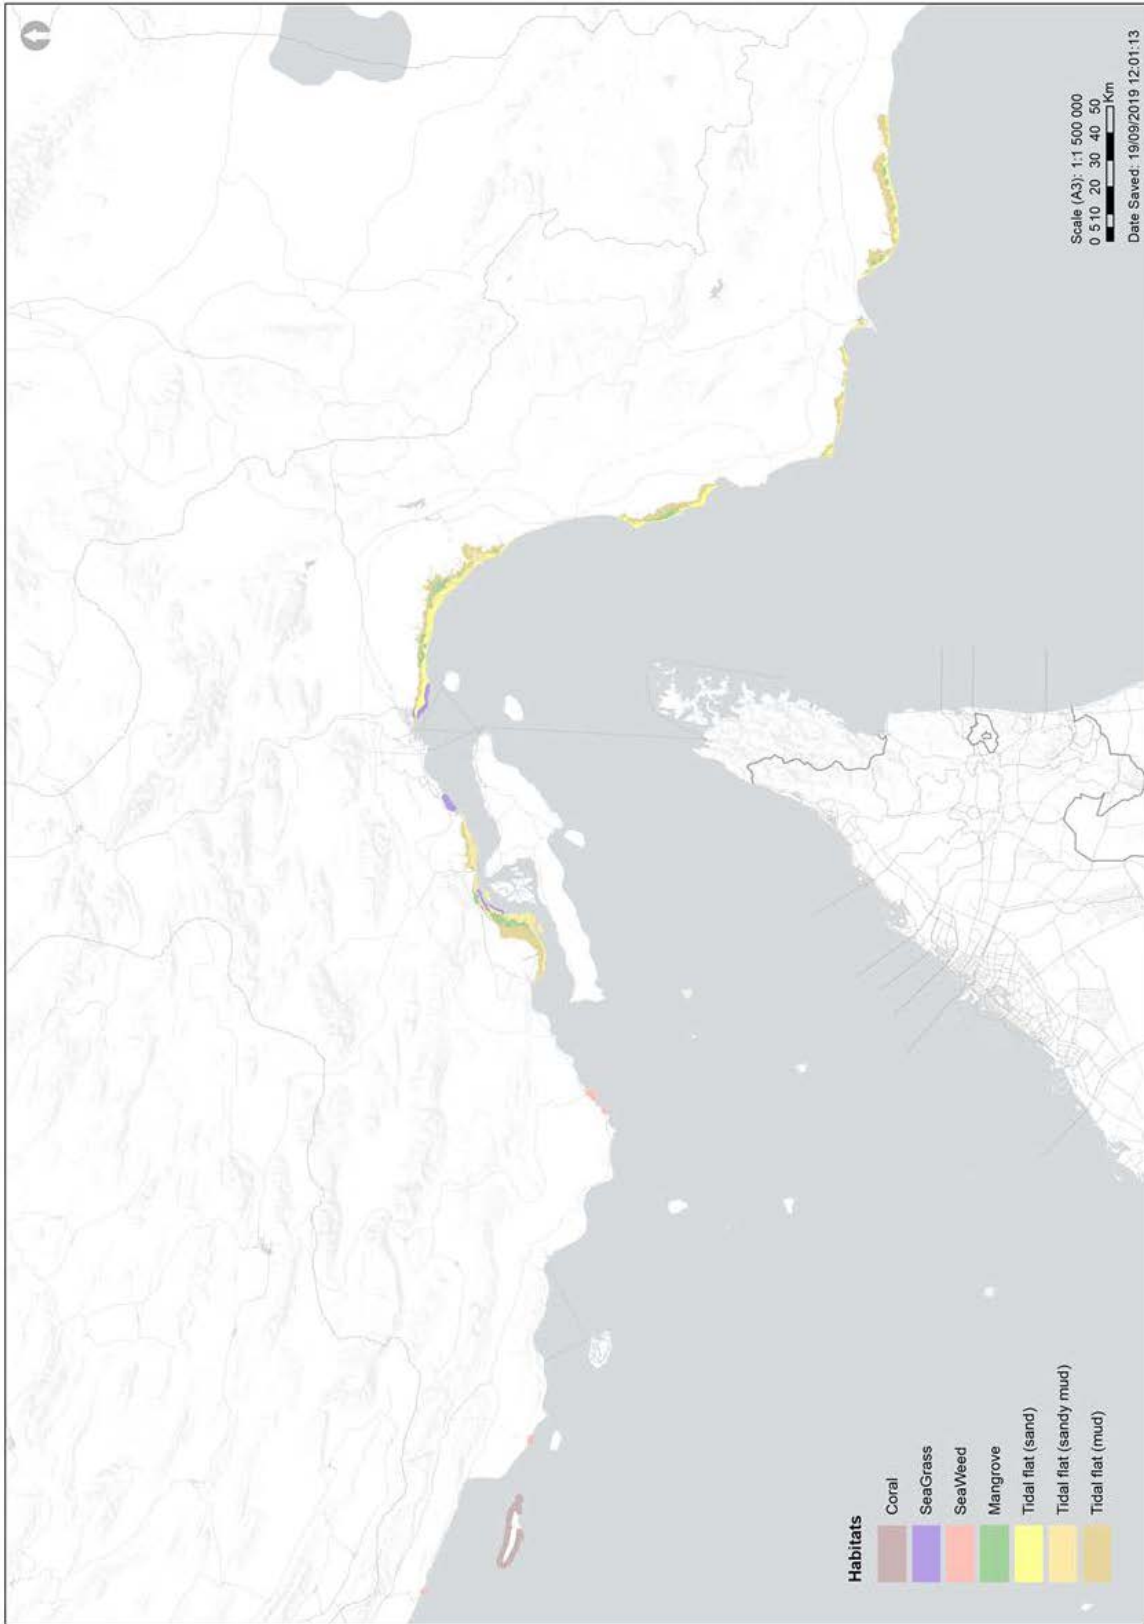 Habitats
Coral
SeaGrass
SeaWeed
Mangrove
Tidal flat (sand)
Tidal flat (sandy mud)
Tidal flat (mud)
Scale (A3): 1:1 500 000
0 5 10 20 30 40 50
Km
Date Saved: 19/09/2019 12:01:13